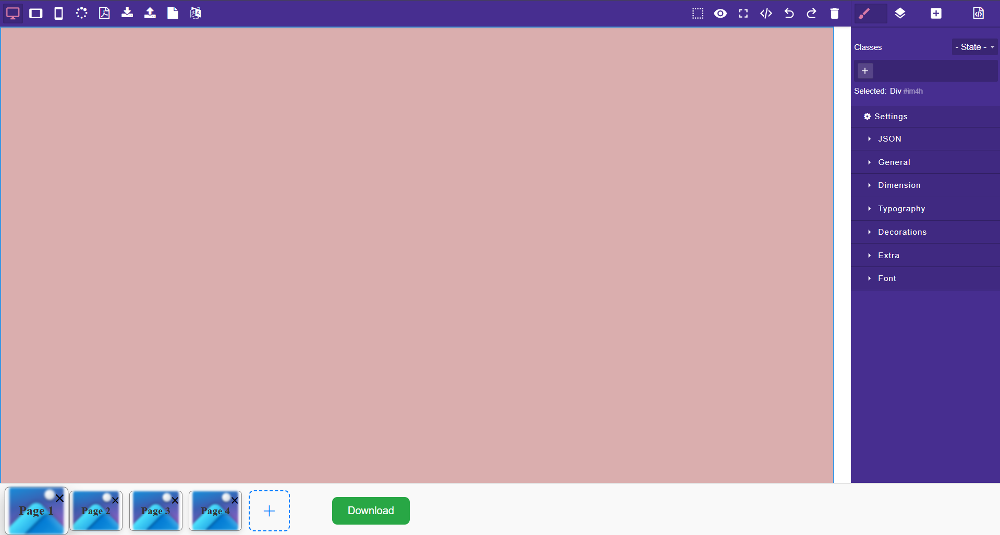 Classes
- State -
Selected: Div #im4h
Settings
JSON
General
Dimension
Typography
Decorations
Extra
Font
Page 1
Page 2
Page 3
Page 4
Download